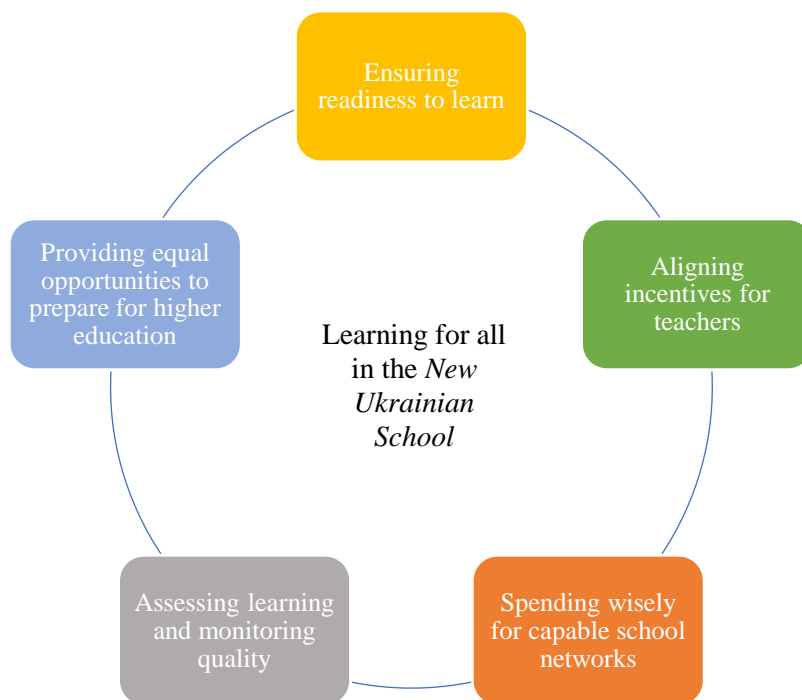 Ensuring
readiness to learn
Providing equal
opportunities to
prepare for higher
education
Aligning
incentives for
teachers
Learning for all
in the New
Ukrainian
School
Assessing learning
and monitoring
quality
Spending wisely
for capable school
networks